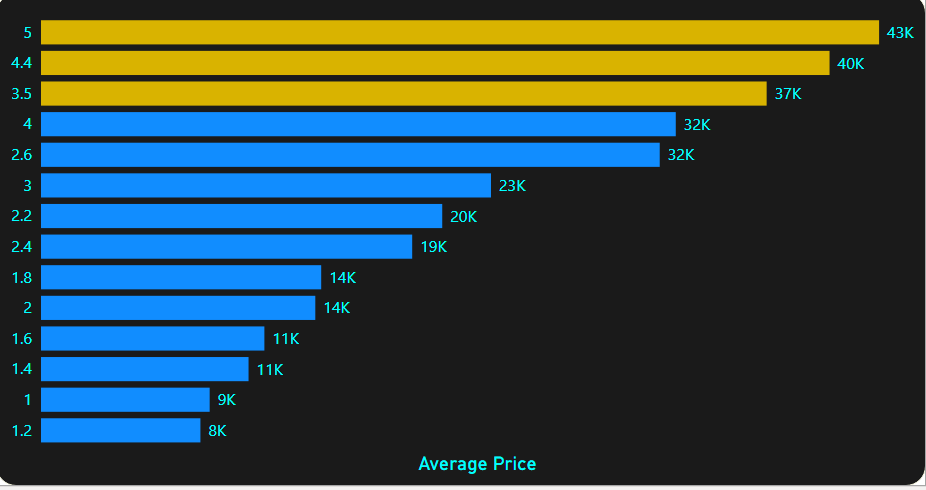 5 43K
4.4 40K
3.5 37K
4 32K
2.6 32K
3 23K
2.2 20K
2.4 19K
1.8 14K
2 14K
1.6 11K
1.4 11K
1 9K
1.2 8K
Average Price